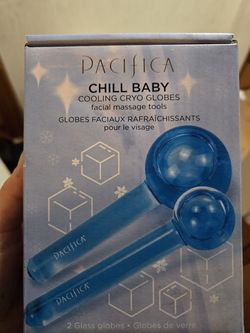 PACIFICA
CHILL BABY
COOLING CRYO GLOBES
facial massage tools
GLOBES FACIAUX RAFRAÎCHISSANTS
pour le visage
PACIFICA
PACIFICA
2 Glass globes • Globes de verre